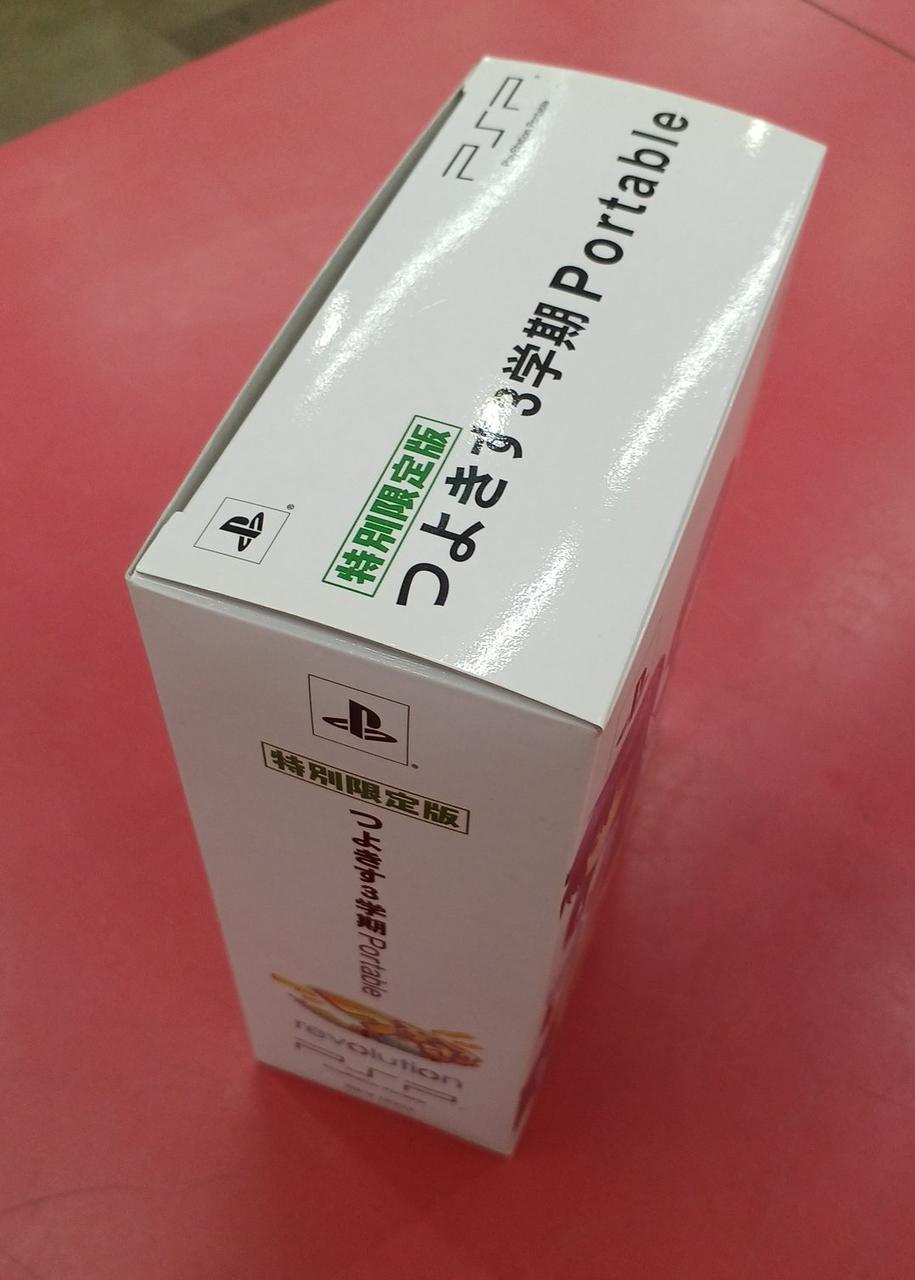 PSP
PlayStation Portable
特別限定版
つよきす3学期 Portable
特別限定版
つよきす3学期 Portable
revolution
PSP